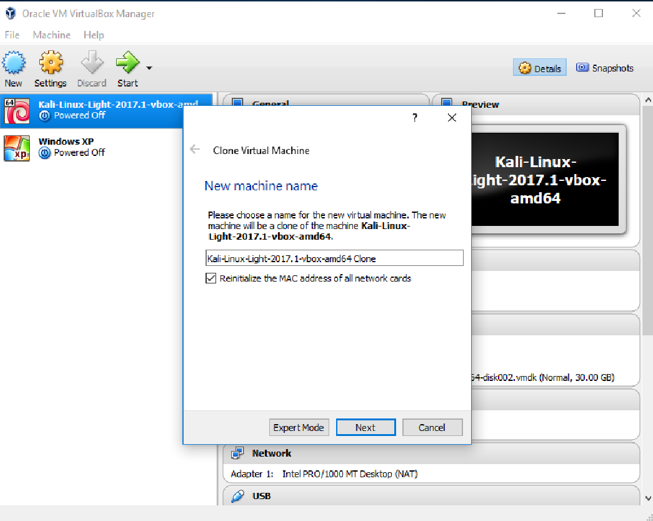 Oracle VM VirtualBox Manager
File Machine Help
New Settings Discard Start Details Snapshots
64 Kali-Linux-Light-2017.1-vbox-amd
Powered Off
XP Windows XP
Powered Off
General Preview
Kali-Linux-
ight-2017.1-vbox-
amd64
?
Clone Virtual Machine
New machine name
Please choose a name for the new virtual machine. The new
machine will be a clone of the machine Kali-Linux-
Light-2017.1-vbox-amd64.
Kali-Linux-Light-2017.1-vbox-amd64 Clone
Reinitialize the MAC address of all network cards
54-disk002.vmdk (Normal, 30.00 GB)
Expert Mode Next Cancel
Network
Adapter 1: Intel PRO/1000 MT Desktop (NAT)
USB